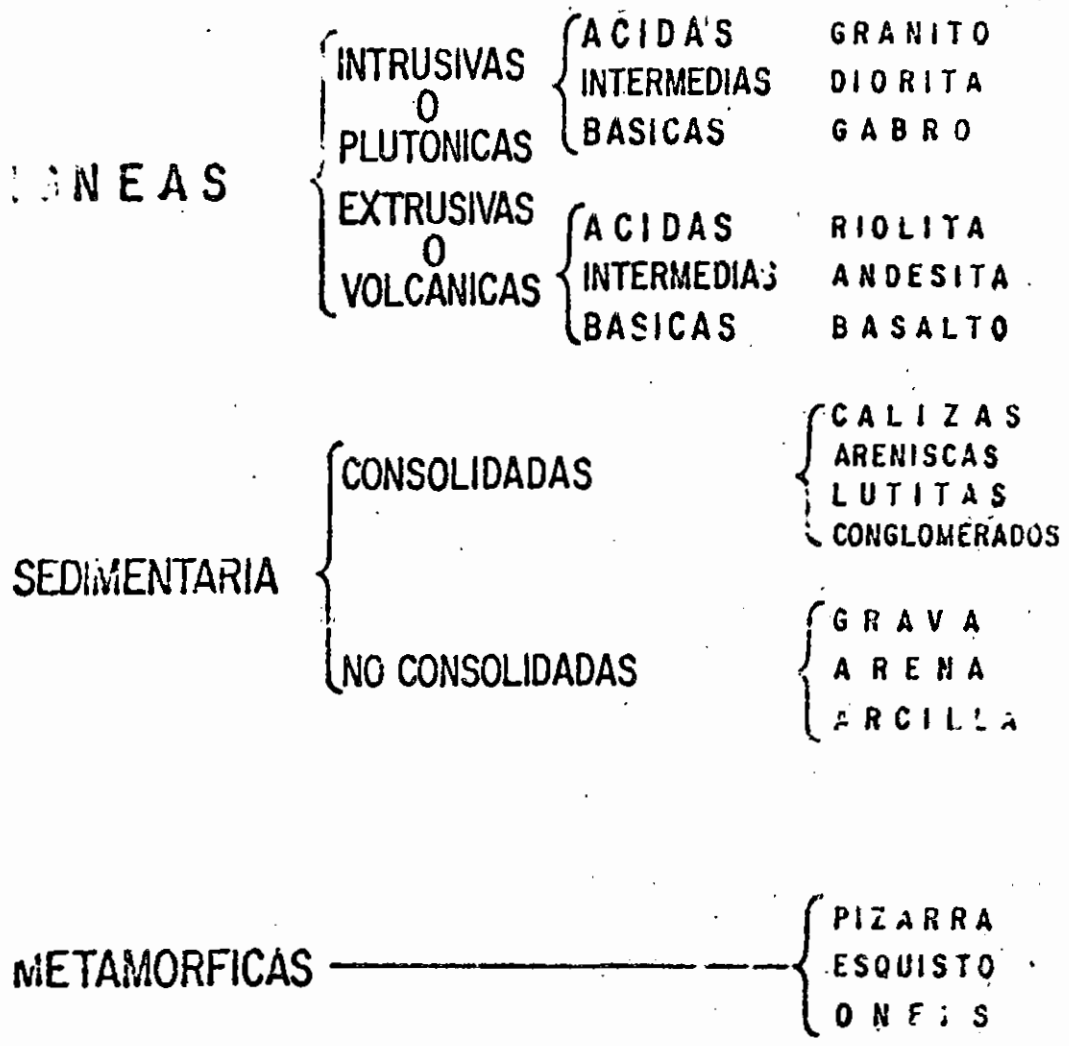 INTRUSIVAS
O
PLUTONICAS
ACIDAS GRANITO
INTERMEDIAS DIORITA
BASICAS GABRO
EXTRUSIVAS
O
VOLCANICAS
ACIDAS RIOLITA
INTERMEDIAS ANDESITA
BASICAS BASALTO
SEDIMENTARIA
CONSOLIDADAS
CALIZAS
ARENISCAS
LUTITAS
CONGLOMERADOS
NO CONSOLIDADAS
GRAVA
ARENA
ARCILLA
METAMORFICAS
PIZARRA
ESQUISTO